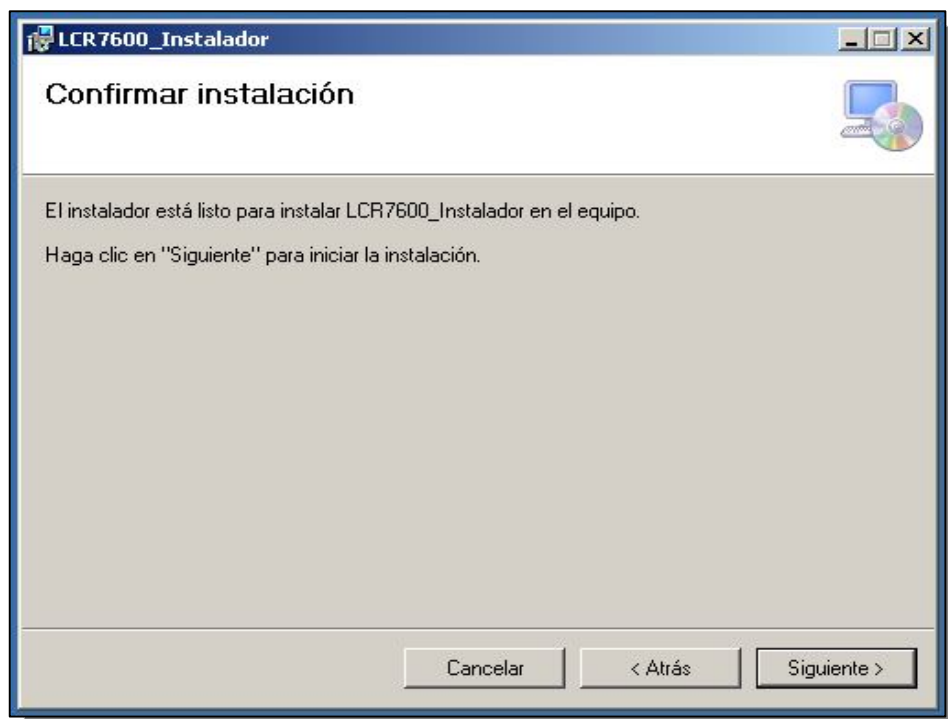 LCR7600_Instalador
Confirmar instalación
El instalador está listo para instalar LCR7600_Instalador en el equipo.
Haga clic en "Siguiente" para iniciar la instalación.
Cancelar
< Atrás
Siguiente >